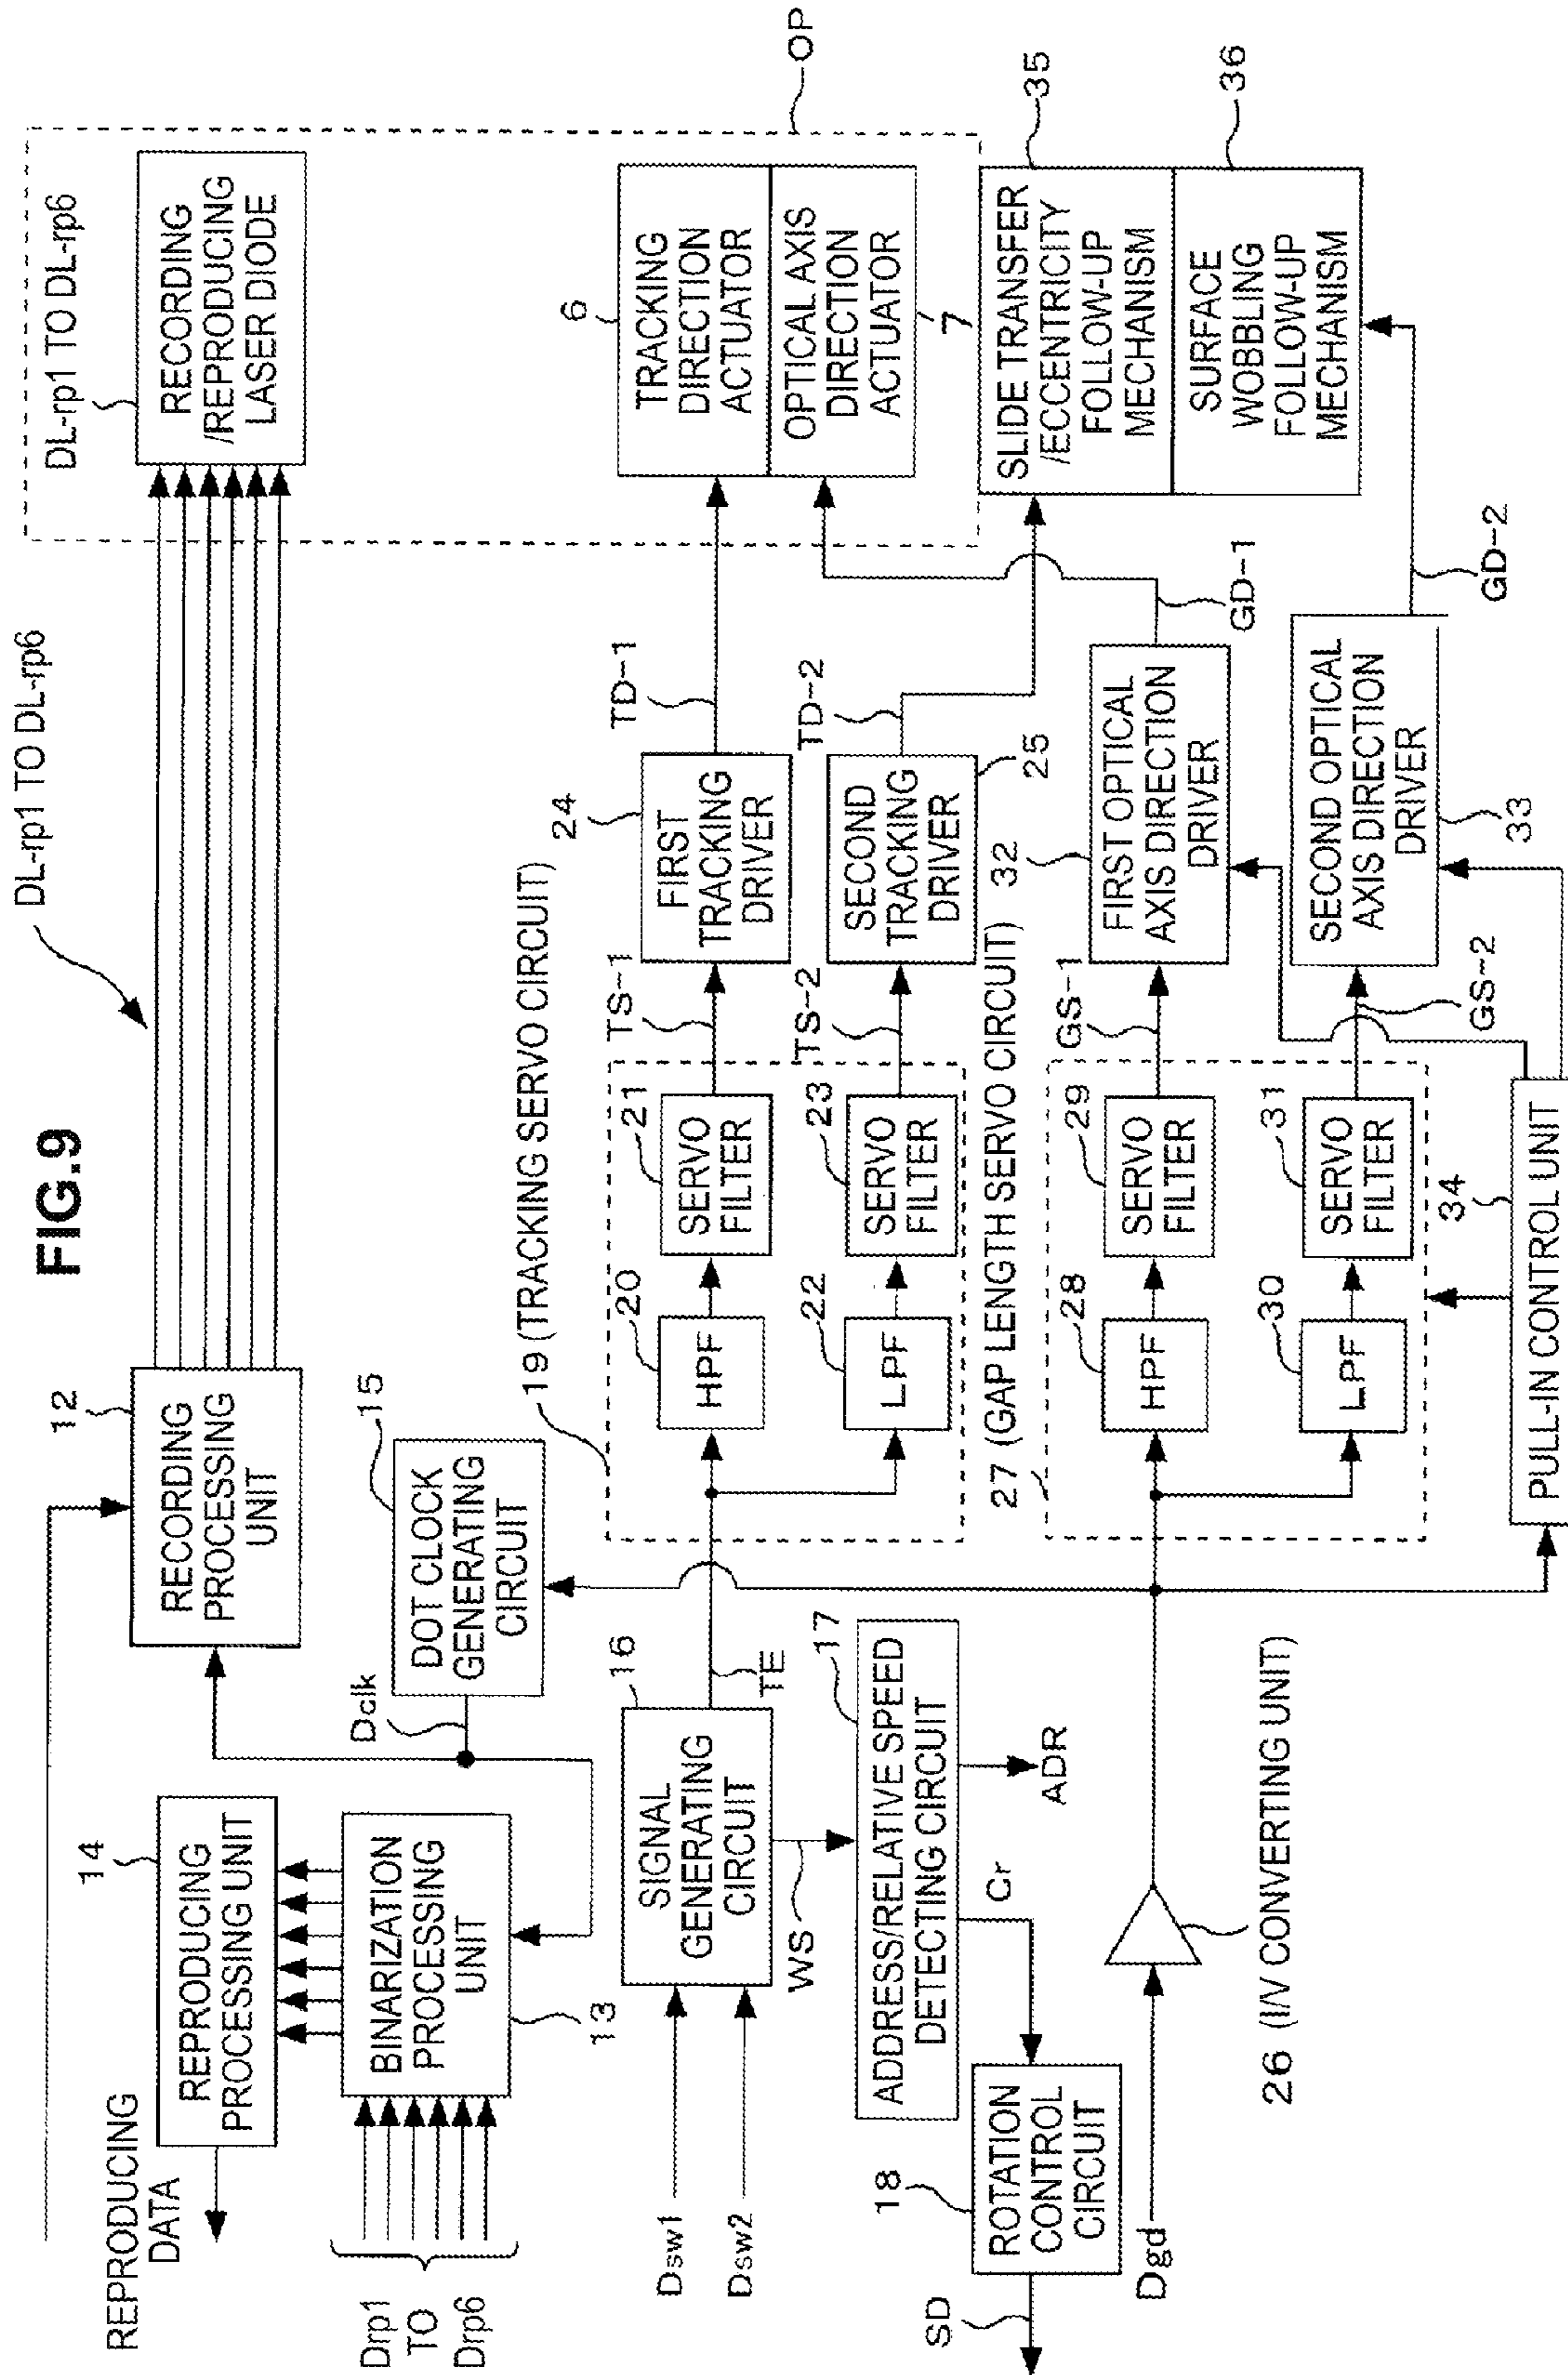 FIG.9
DL-rp1 TO DL-rp6
DL-rp1 TO DL-rp6
RECORDING
/REPRODUCING
LASER DIODE
OP
12
RECORDING
PROCESSING
UNIT
REPRODUCING
DATA
14
REPRODUCING
PROCESSING UNIT
Drp1
TO
Drp6
BINARIZATION
PROCESSING
UNIT
13
Dclk
15
DOT CLOCK
GENERATING
CIRCUIT
Dsw1
Dsw2
16
SIGNAL
GENERATING
CIRCUIT
TE
WS
17
ADDRESS/RELATIVE SPEED
DETECTING CIRCUIT
ADR
Cr
18
ROTATION
CONTROL
CIRCUIT
SD
Dgd
26 (I/V CONVERTING UNIT)
19 (TRACKING SERVO CIRCUIT)
20
HPF
21
SERVO
FILTER
TS-1
24
FIRST
TRACKING
DRIVER
TD-1
6
TRACKING
DIRECTION
ACTUATOR
22
LPF
23
SERVO
FILTER
TS-2
SECOND
TRACKING
DRIVER
25
TD-2
OPTICAL AXIS
DIRECTION
ACTUATOR
7
27 (GAP LENGTH SERVO CIRCUIT)
28
HPF
29
SERVO
FILTER
GS-1
32
FIRST OPTICAL
AXIS DIRECTION
DRIVER
GD-1
SLIDE TRANSFER
/ECCENTRICITY
FOLLOW-UP
MECHANISM
35
30
LPF
31
SERVO
FILTER
GS-2
SECOND OPTICAL
AXIS DIRECTION
DRIVER
33
GD-2
SURFACE
WOBBLING
FOLLOW-UP
MECHANISM
36
34
PULL-IN CONTROL UNIT